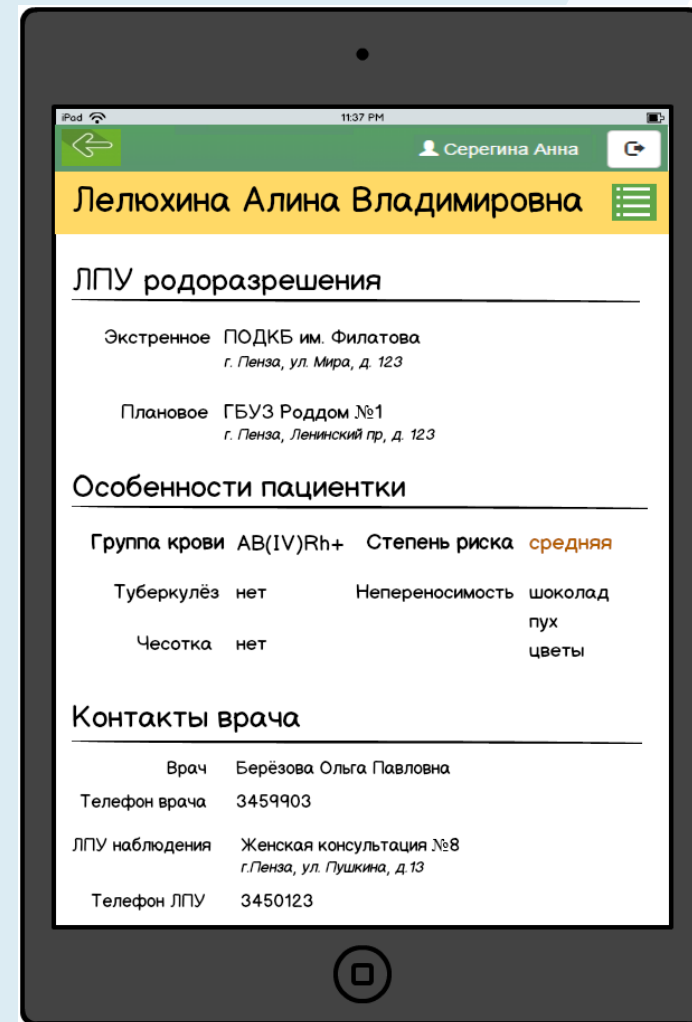 iPad 11:37 PM
Серегина Анна
Лелюхина Алина Владимировна
ЛПУ родоразрешения
Экстренное ПОДКБ им. Филатова
г. Пенза, ул. Мира, д. 123
Плановое ГБУЗ Роддом №1
г. Пенза, Ленинский пр, д. 123
Особенности пациентки
Группа крови AB(IV)Rh+ Степень риска средняя
Туберкулёз нет Непереносимость шоколад
пух
Чесотка нет
цветы
Контакты врача
Врач Берёзова Ольга Павловна
Телефон врача 3459903
ЛПУ наблюдения Женская консультация №8
г.Пенза, ул. Пушкина, д.13
Телефон ЛПУ 3450123